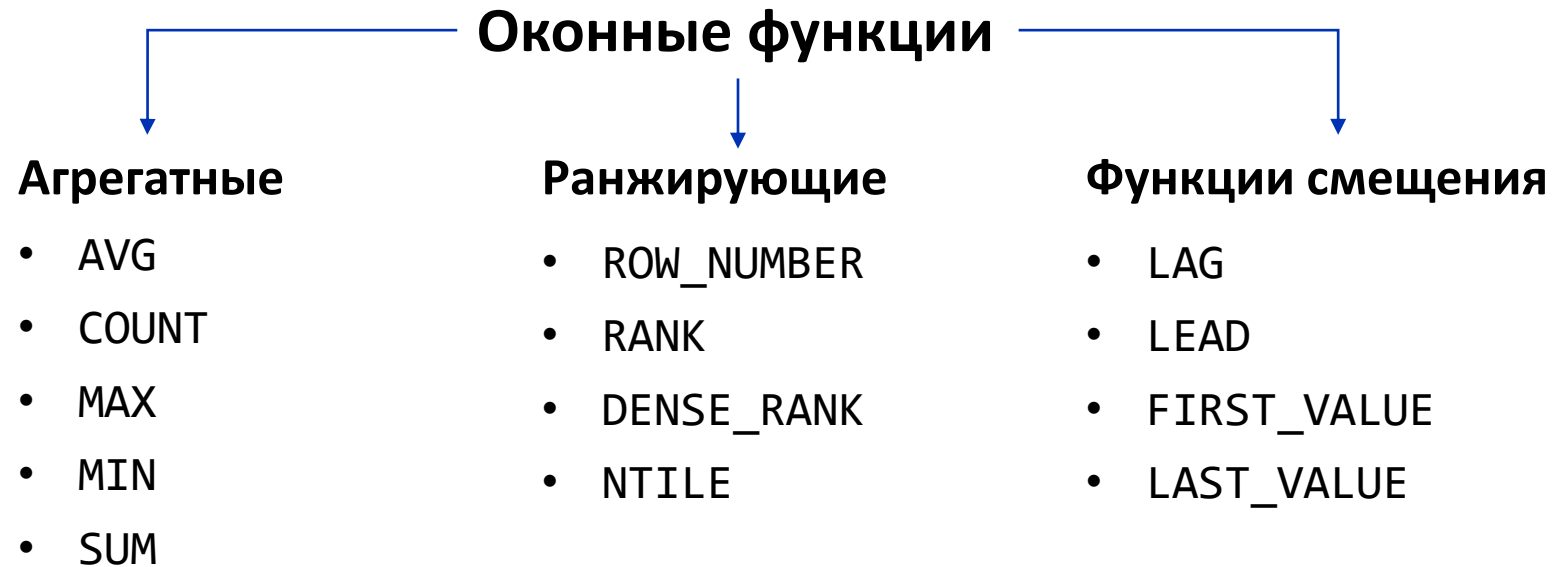 Оконные функции
Агрегатные
• AVG
• COUNT
• MAX
• MIN
• SUM
Ранжирующие
• ROW_NUMBER
• RANK
• DENSE_RANK
• NTILE
Функции смещения
• LAG
• LEAD
• FIRST_VALUE
• LAST_VALUE